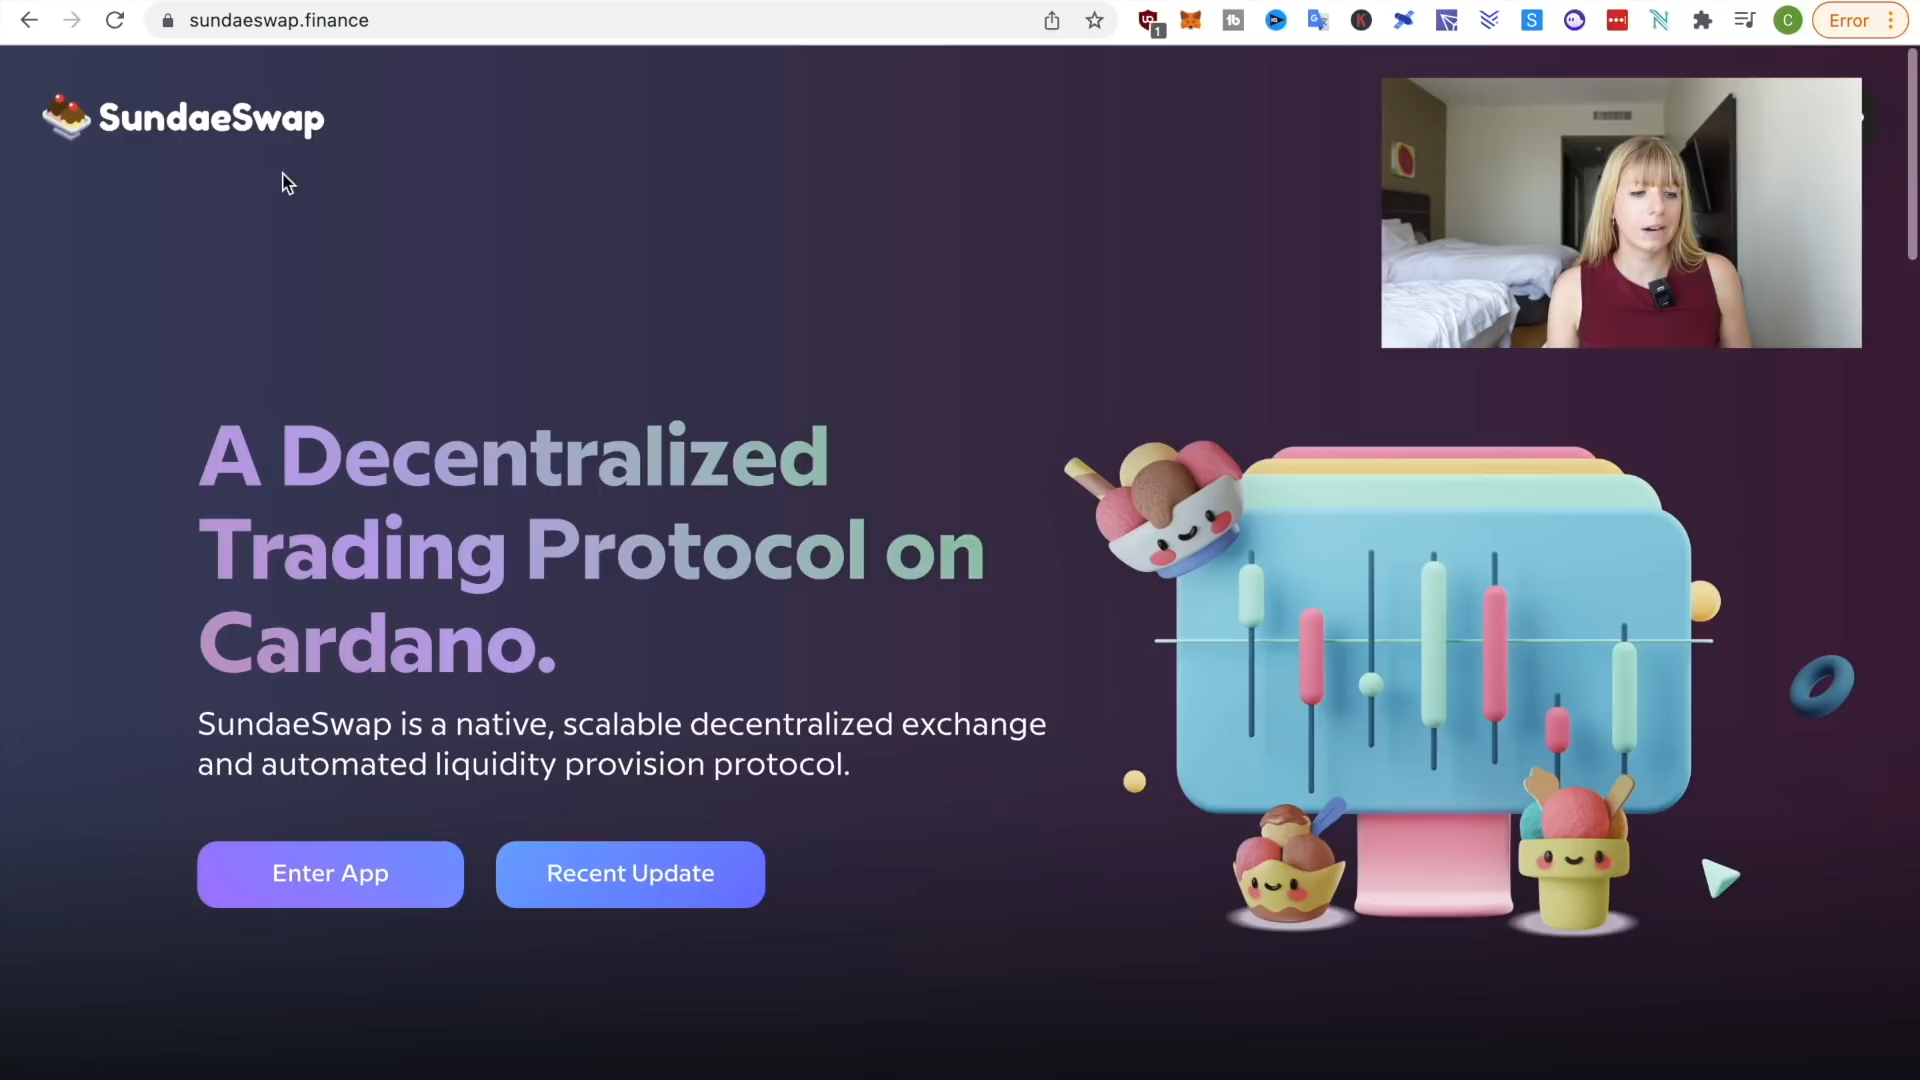 sundaeswap.finance
1
Error
SundaeSwap
A Decentralized
Trading Protocol on
Cardano.
SundaeSwap is a native, scalable decentralized exchange
and automated liquidity provision protocol.
Enter App
Recent Update